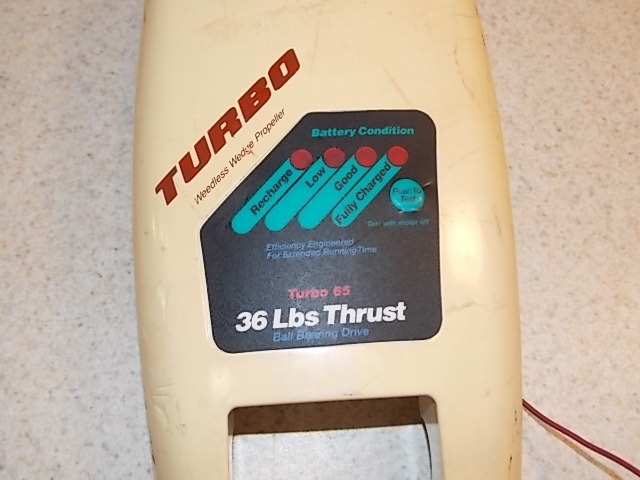 TURBO
Weedless Wedge Propeller
Battery Condition
Recharge
Low
Good
Fully Charged
Push To
Test
Test with motor off
Efficiency Engineered
For Extended Running Time
Turbo 65
36 Lbs Thrust
Ball Bearing Drive